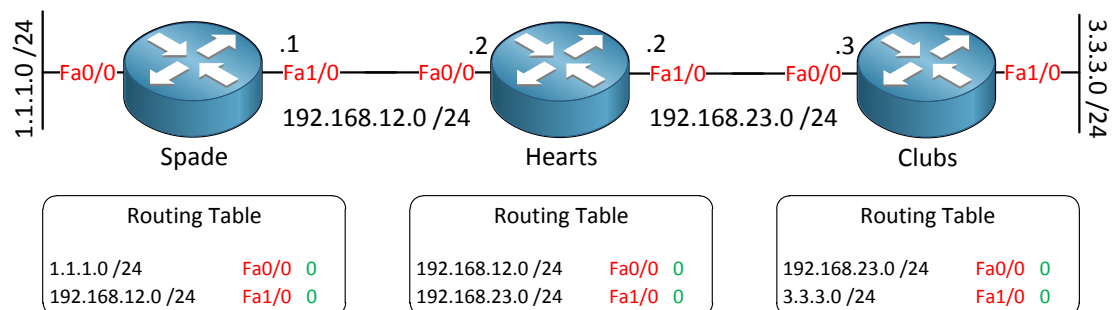 1.1.1.0 /24
Fa0/0
.1
Fa1/0
192.168.12.0 /24
Spade
.2
Fa0/0
.2
Fa1/0
192.168.23.0 /24
Hearts
.3
Fa0/0
Fa1/0
3.3.3.0 /24
Clubs
Routing Table
1.1.1.0 /24 Fa0/0 0
192.168.12.0 /24 Fa1/0 0
Routing Table
192.168.12.0 /24 Fa0/0 0
192.168.23.0 /24 Fa1/0 0
Routing Table
192.168.23.0 /24 Fa0/0 0
3.3.3.0 /24 Fa1/0 0